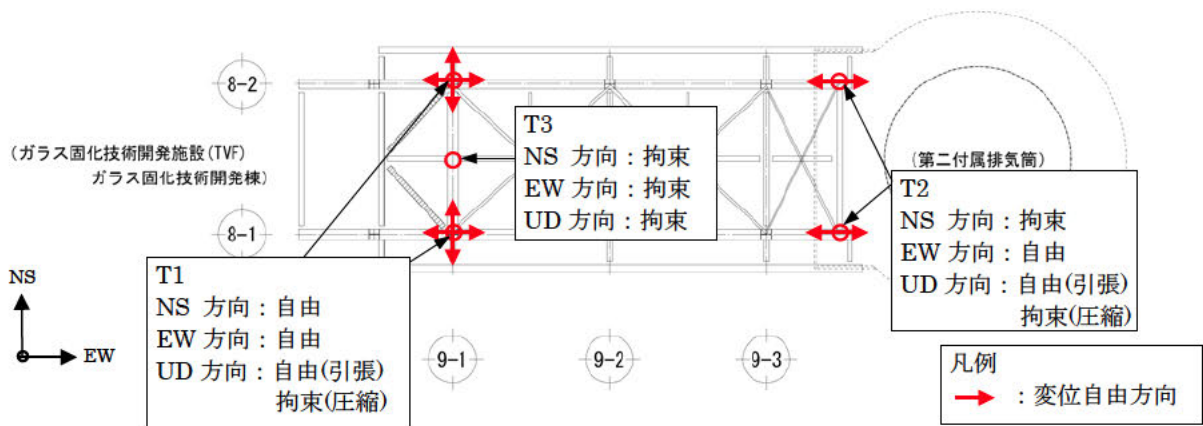 8-2
(ガラス固化技術開発施設(TVF)
ガラス固化技術開発棟)
8-1
T3
NS 方向：拘束
EW 方向：拘束
UD 方向：拘束
(第二付属排気筒)
T2
NS 方向：拘束
EW 方向：自由
UD 方向：自由(引張)
拘束(圧縮)
T1
NS 方向：自由
EW 方向：自由
UD 方向：自由(引張)
拘束(圧縮)
NS
EW
9-1
9-2
9-3
凡例
：変位自由方向